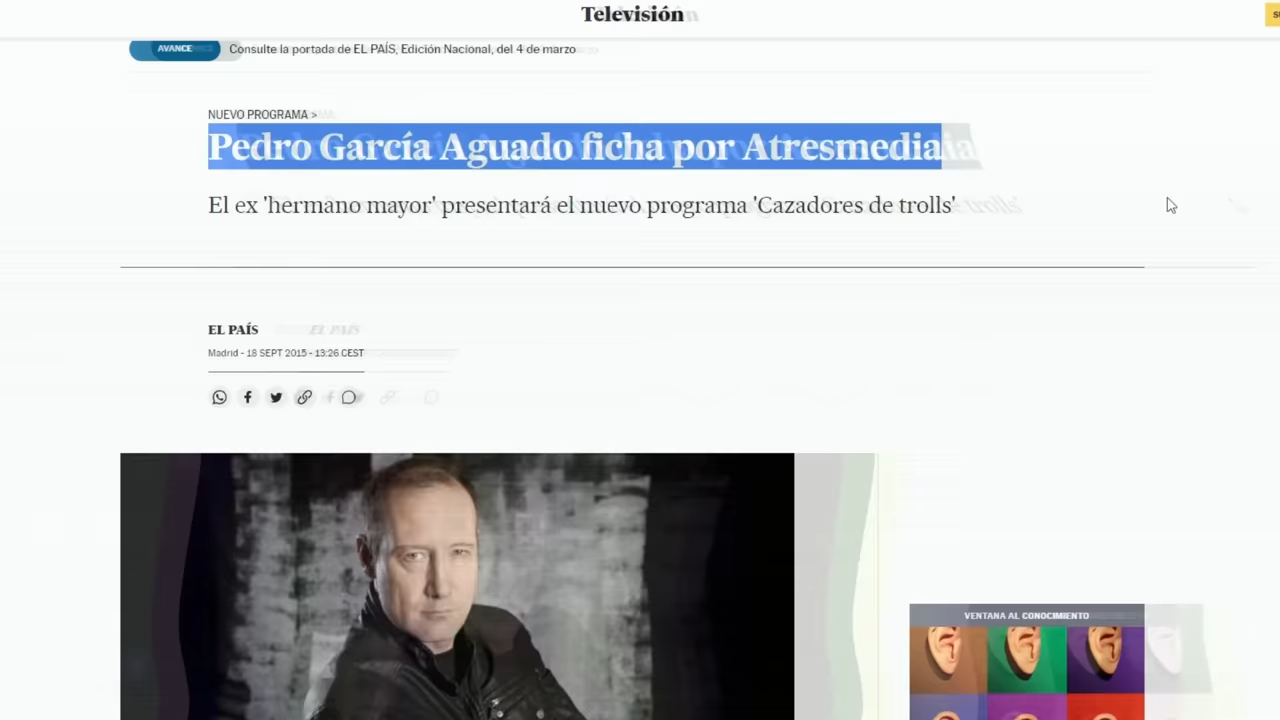 Televisión
AVANCE Consulte la portada de EL PAÍS, Edición Nacional, del 4 de marzo
NUEVO PROGRAMA >
Pedro García Aguado ficha por Atresmedia
El ex 'hermano mayor' presentará el nuevo programa 'Cazadores de trolls'
EL PAÍS
Madrid - 18 SEPT 2015 - 13:26 CEST
VENTANA AL CONOCIMIENTO